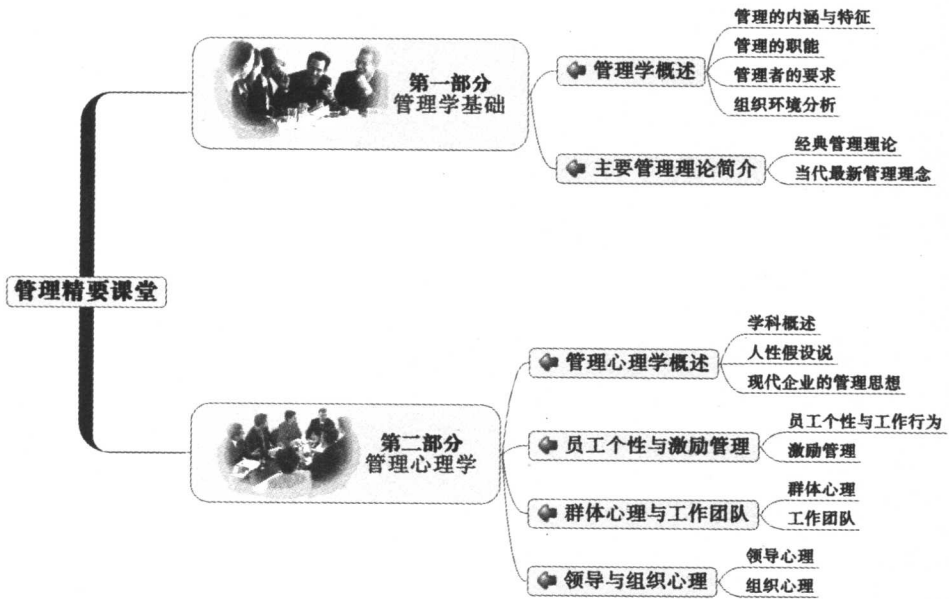 管理精要课堂
第一部分
管理学基础
管理学概述
管理的内涵与特征
管理的职能
管理者的要求
组织环境分析
主要管理理论简介
经典管理理论
当代最新管理理念
第二部分
管理心理学
管理心理学概述
学科概述
人性假设说
现代企业的管理思想
员工个性与激励管理
员工个性与工作行为
激励管理
群体心理与工作团队
群体心理
工作团队
领导与组织心理
领导心理
组织心理